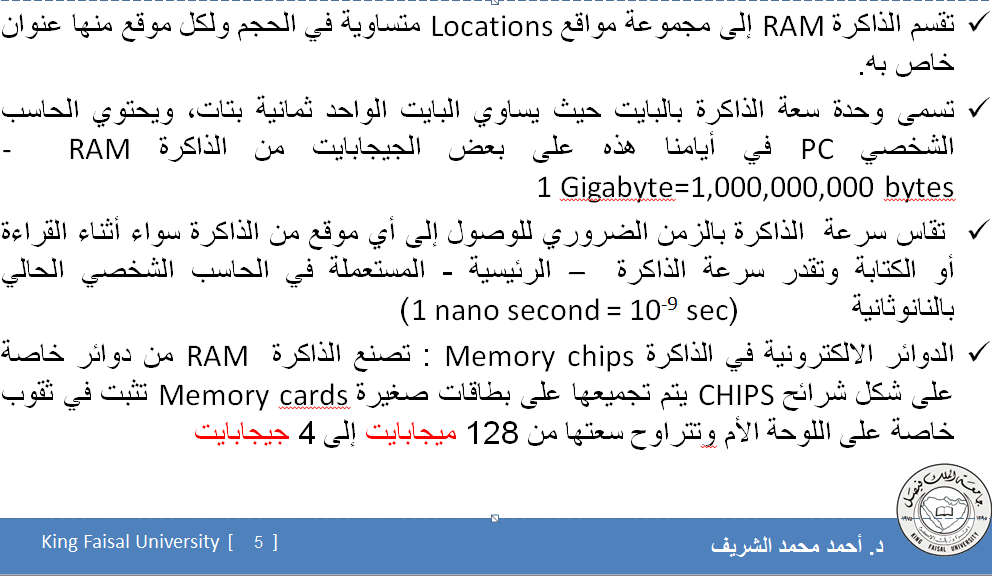 ✓ تقسم الذاكرة RAM إلى مجموعة مواقع Locations متساوية في الحجم ولكل موقع منها عنوان
خاص به.
✓ تسمى وحدة سعة الذاكرة بالبايت حيث يساوي البايت الواحد ثمانية بتات، ويحتوي الحاسب
الشخصي PC في أيامنا هذه على بعض الجيجابايت من الذاكرة RAM -
1 Gigabyte=1,000,000,000 bytes
✓ تقاس سرعة الذاكرة بالزمن الضروري للوصول إلى أي موقع من الذاكرة سواء أثناء القراءة
أو الكتابة وتقدر سرعة الذاكرة – الرئيسية - المستعملة في الحاسب الشخصي الحالي
بالنانوثانية (1 nano second = 10⁻⁹ sec)
✓ الدوائر الالكترونية في الذاكرة Memory chips : تصنع الذاكرة RAM من دوائر خاصة
على شكل شرائح CHIPS يتم تجميعها على بطاقات صغيرة Memory cards تثبت في ثقوب
خاصة على اللوحة الأم وتتراوح سعتها من 128 ميجابايت إلى 4 جيجابايت
جامعة الملك فيصل
KING FAISAL UNIVERSITY
د. أحمد محمد الشريف
King Faisal University [ 5 ]